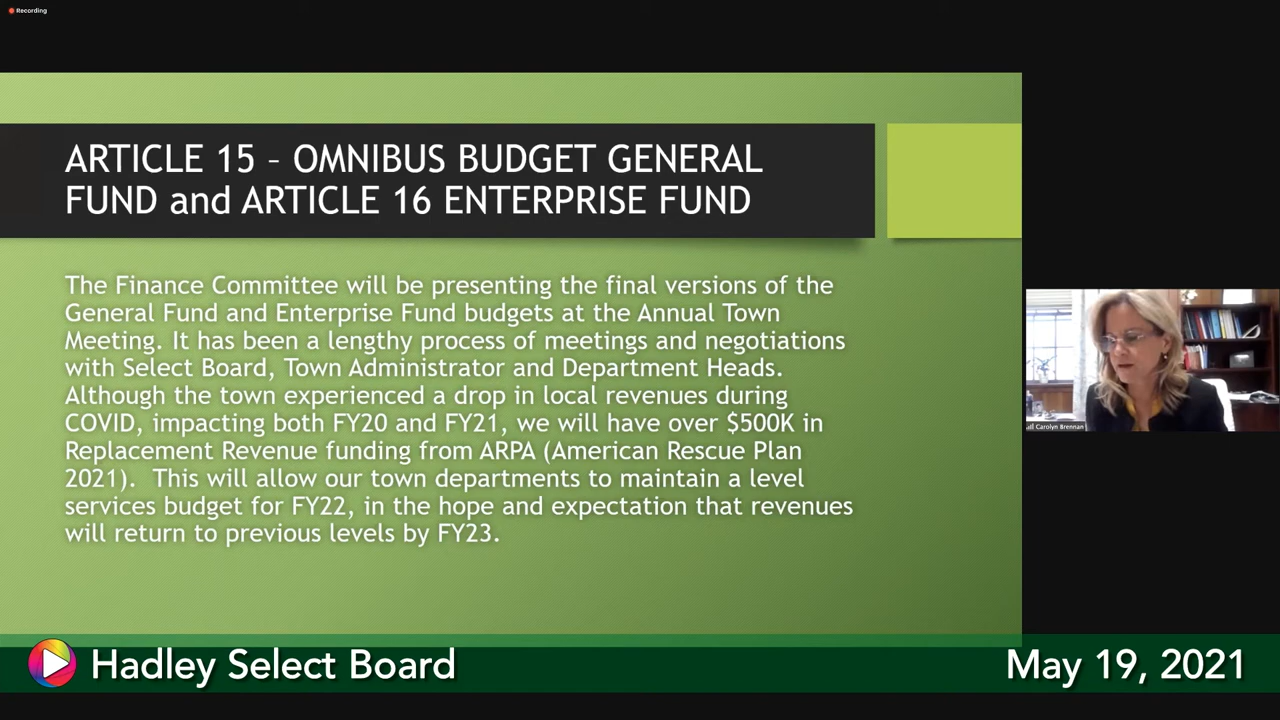 Recording
ARTICLE 15 – OMNIBUS BUDGET GENERAL
FUND and ARTICLE 16 ENTERPRISE FUND
The Finance Committee will be presenting the final versions of the
General Fund and Enterprise Fund budgets at the Annual Town
Meeting. It has been a lengthy process of meetings and negotiations
with Select Board, Town Administrator and Department Heads.
Although the town experienced a drop in local revenues during
COVID, impacting both FY20 and FY21, we will have over $500K in
Replacement Revenue funding from ARPA (American Rescue Plan
2021).  This will allow our town departments to maintain a level
services budget for FY22, in the hope and expectation that revenues
will return to previous levels by FY23.
Carolyn Brennan
Hadley Select Board
May 19, 2021